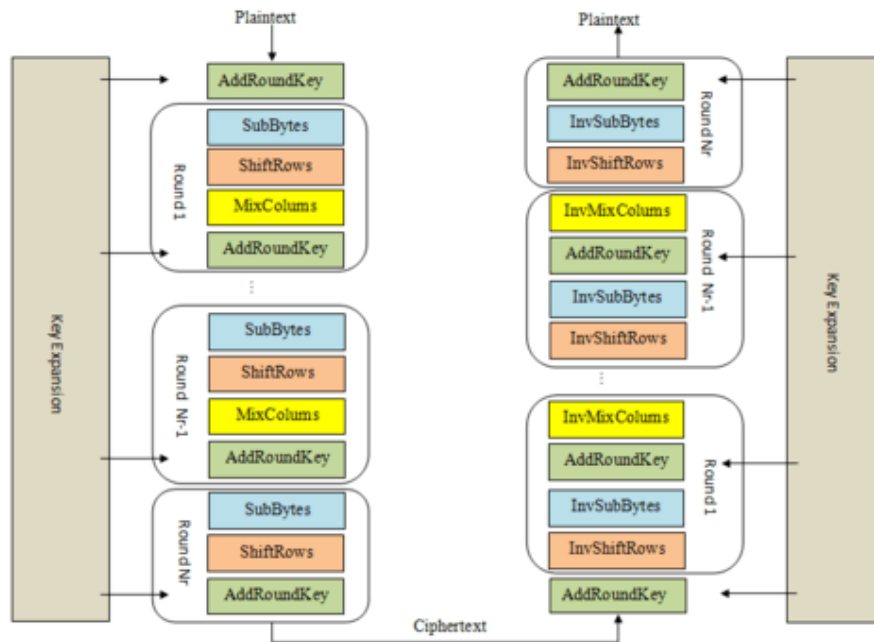 Plaintext
AddRoundKey
SubBytes
ShiftRows
MixColums
AddRoundKey
Round 1
...
SubBytes
ShiftRows
MixColums
AddRoundKey
Round Nr-1
SubBytes
ShiftRows
AddRoundKey
Round Nr
Key Expansion
Ciphertext
Plaintext
AddRoundKey
InvSubBytes
InvShiftRows
Round Nr
InvMixColums
AddRoundKey
InvSubBytes
InvShiftRows
Round Nr-1
...
InvMixColums
AddRoundKey
InvSubBytes
InvShiftRows
Round 1
AddRoundKey
Key Expansion